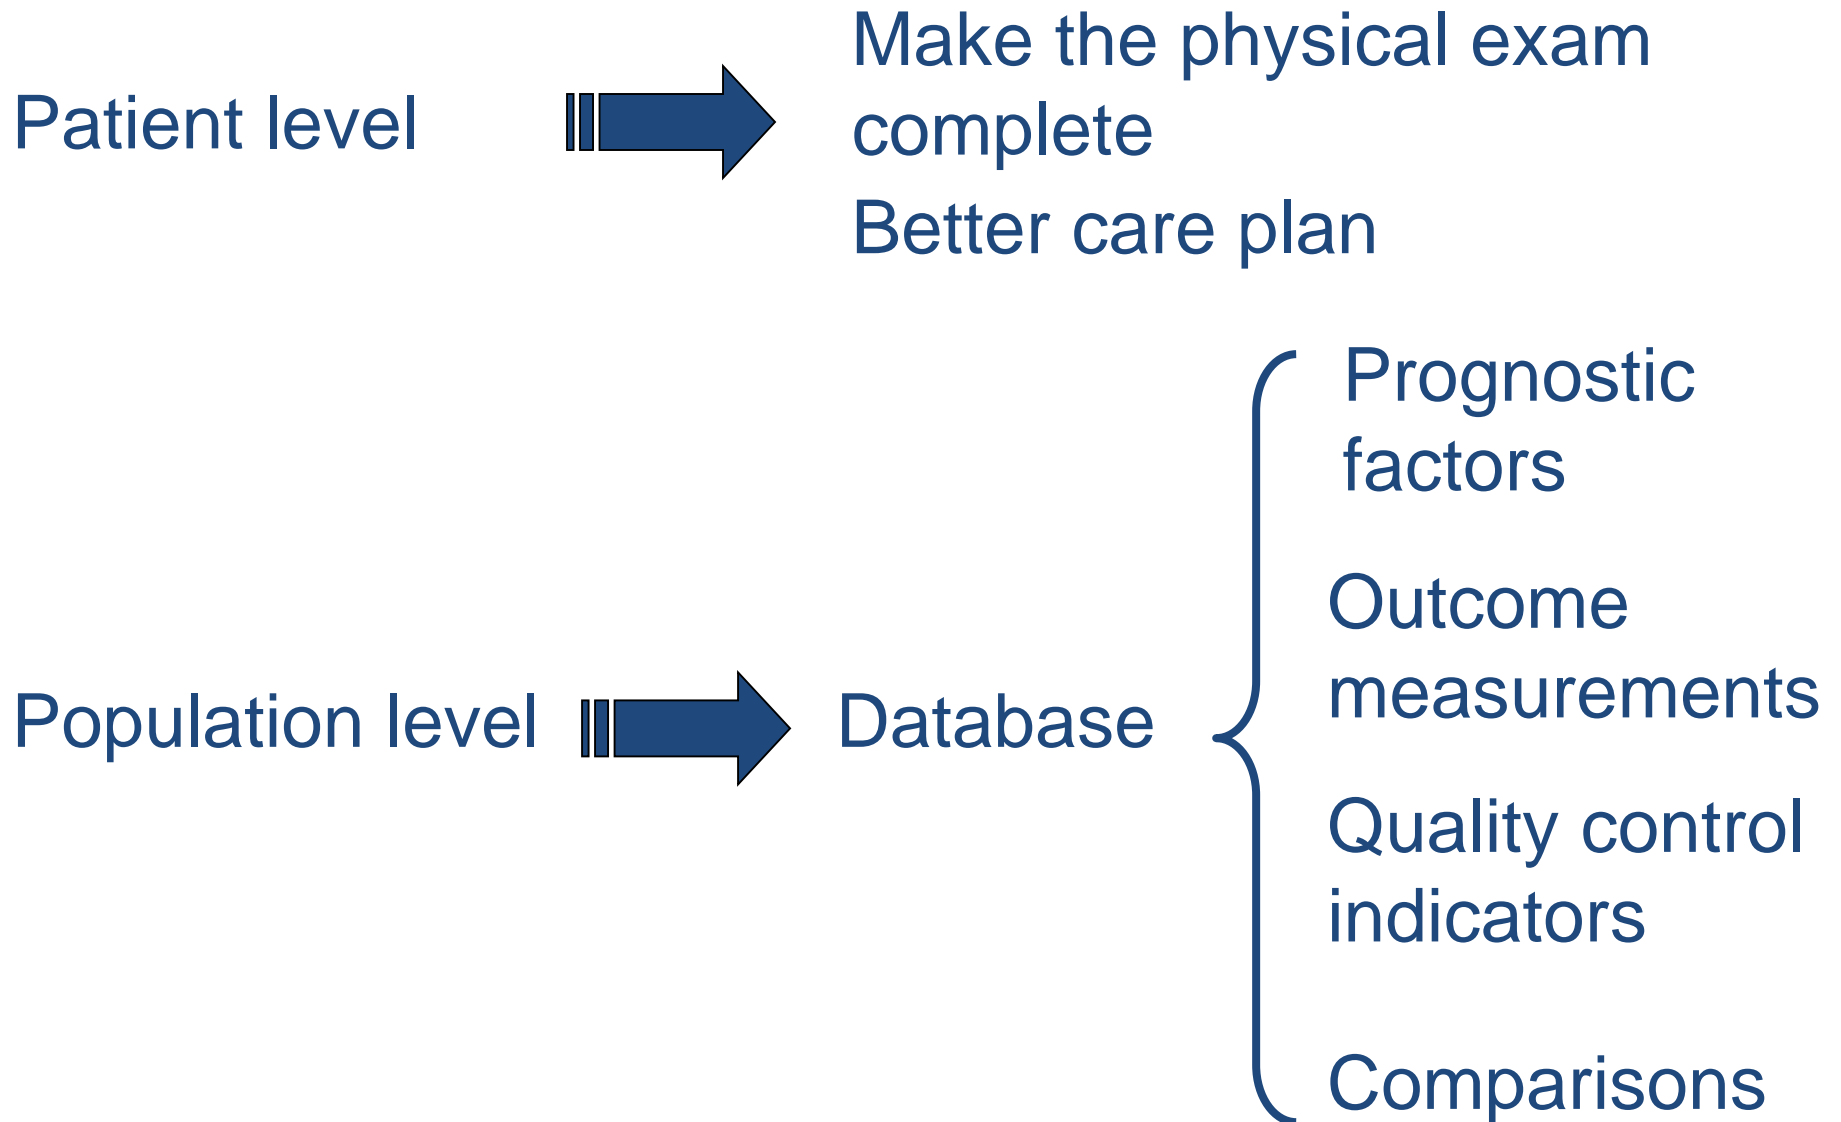 Patient level
Make the physical exam
complete
Better care plan
Population level
Database
Prognostic
factors
Outcome
measurements
Quality control
indicators
Comparisons